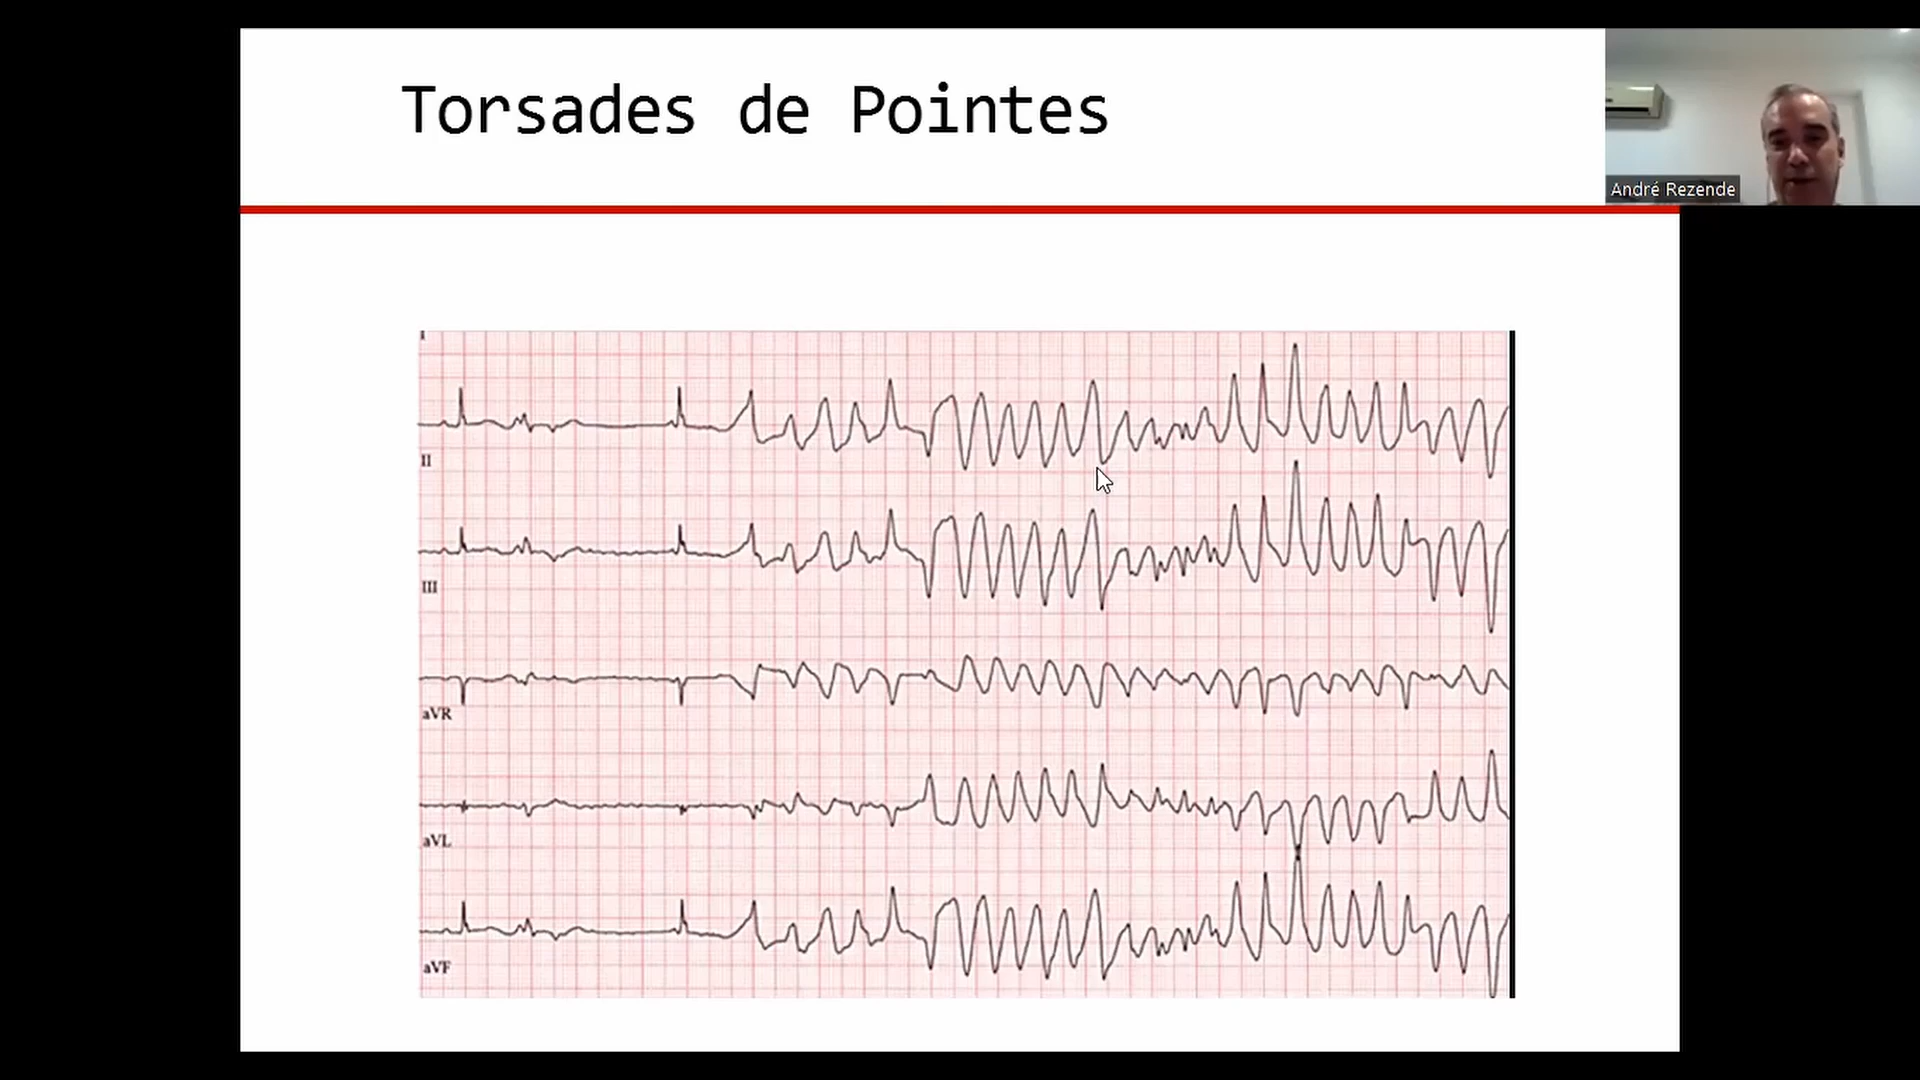 Torsades de Pointes
André Rezende
I
II
III
aVR
aVL
aVF